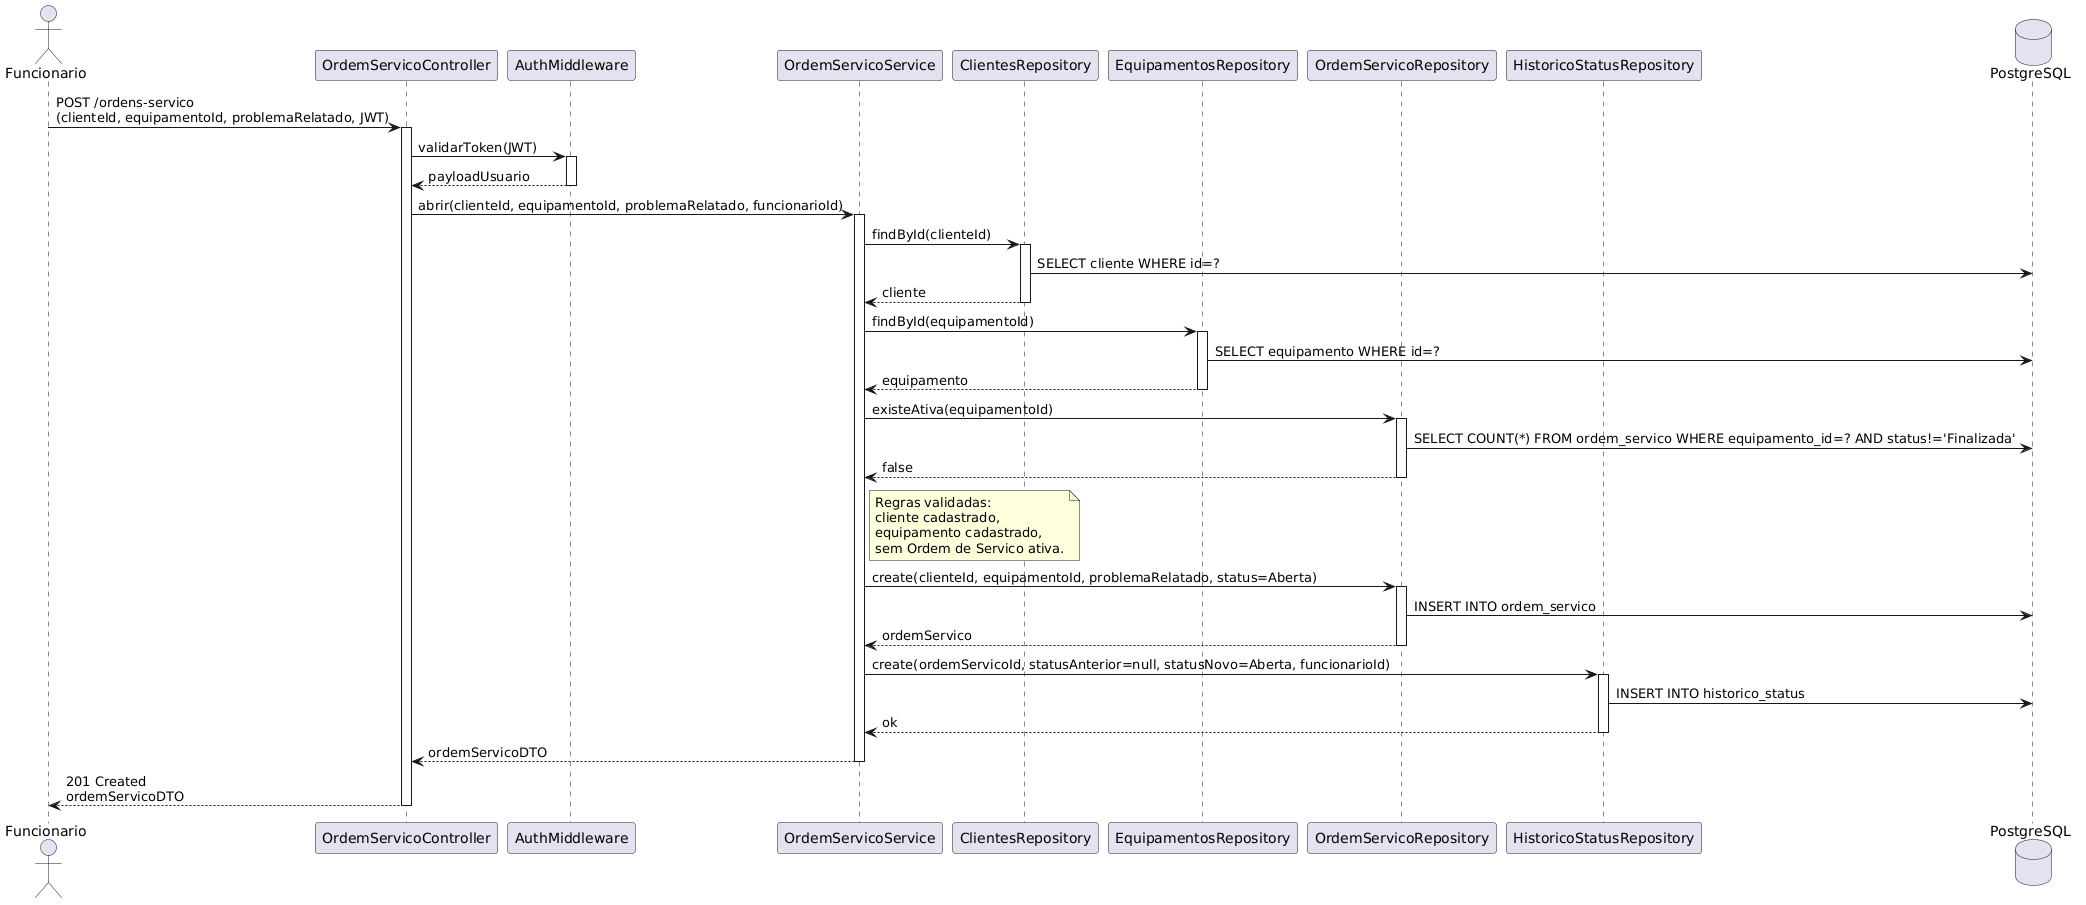 Funcionario
OrdemServicoController
AuthMiddleware
OrdemServicoService
ClientesRepository
EquipamentosRepository
OrdemServicoRepository
HistoricoStatusRepository
PostgreSQL
POST /ordens-servico
(clienteId, equipamentoId, problemaRelatado, JWT)
validarToken(JWT)
payloadUsuario
abrir(clienteId, equipamentoId, problemaRelatado, funcionarioId)
findById(clienteId)
SELECT cliente WHERE id=?
cliente
findById(equipamentoId)
SELECT equipamento WHERE id=?
equipamento
existeAtiva(equipamentoId)
SELECT COUNT(*) FROM ordem_servico WHERE equipamento_id=? AND status!='Finalizada'
false
Regras validadas:
cliente cadastrado,
equipamento cadastrado,
sem Ordem de Servico ativa.
create(clienteId, equipamentoId, problemaRelatado, status=Aberta)
INSERT INTO ordem_servico
ordemServico
create(ordemServicoId, statusAnterior=null, statusNovo=Aberta, funcionarioId)
INSERT INTO historico_status
ok
ordemServicoDTO
201 Created
ordemServicoDTO
Funcionario
OrdemServicoController
AuthMiddleware
OrdemServicoService
ClientesRepository
EquipamentosRepository
OrdemServicoRepository
HistoricoStatusRepository
PostgreSQL